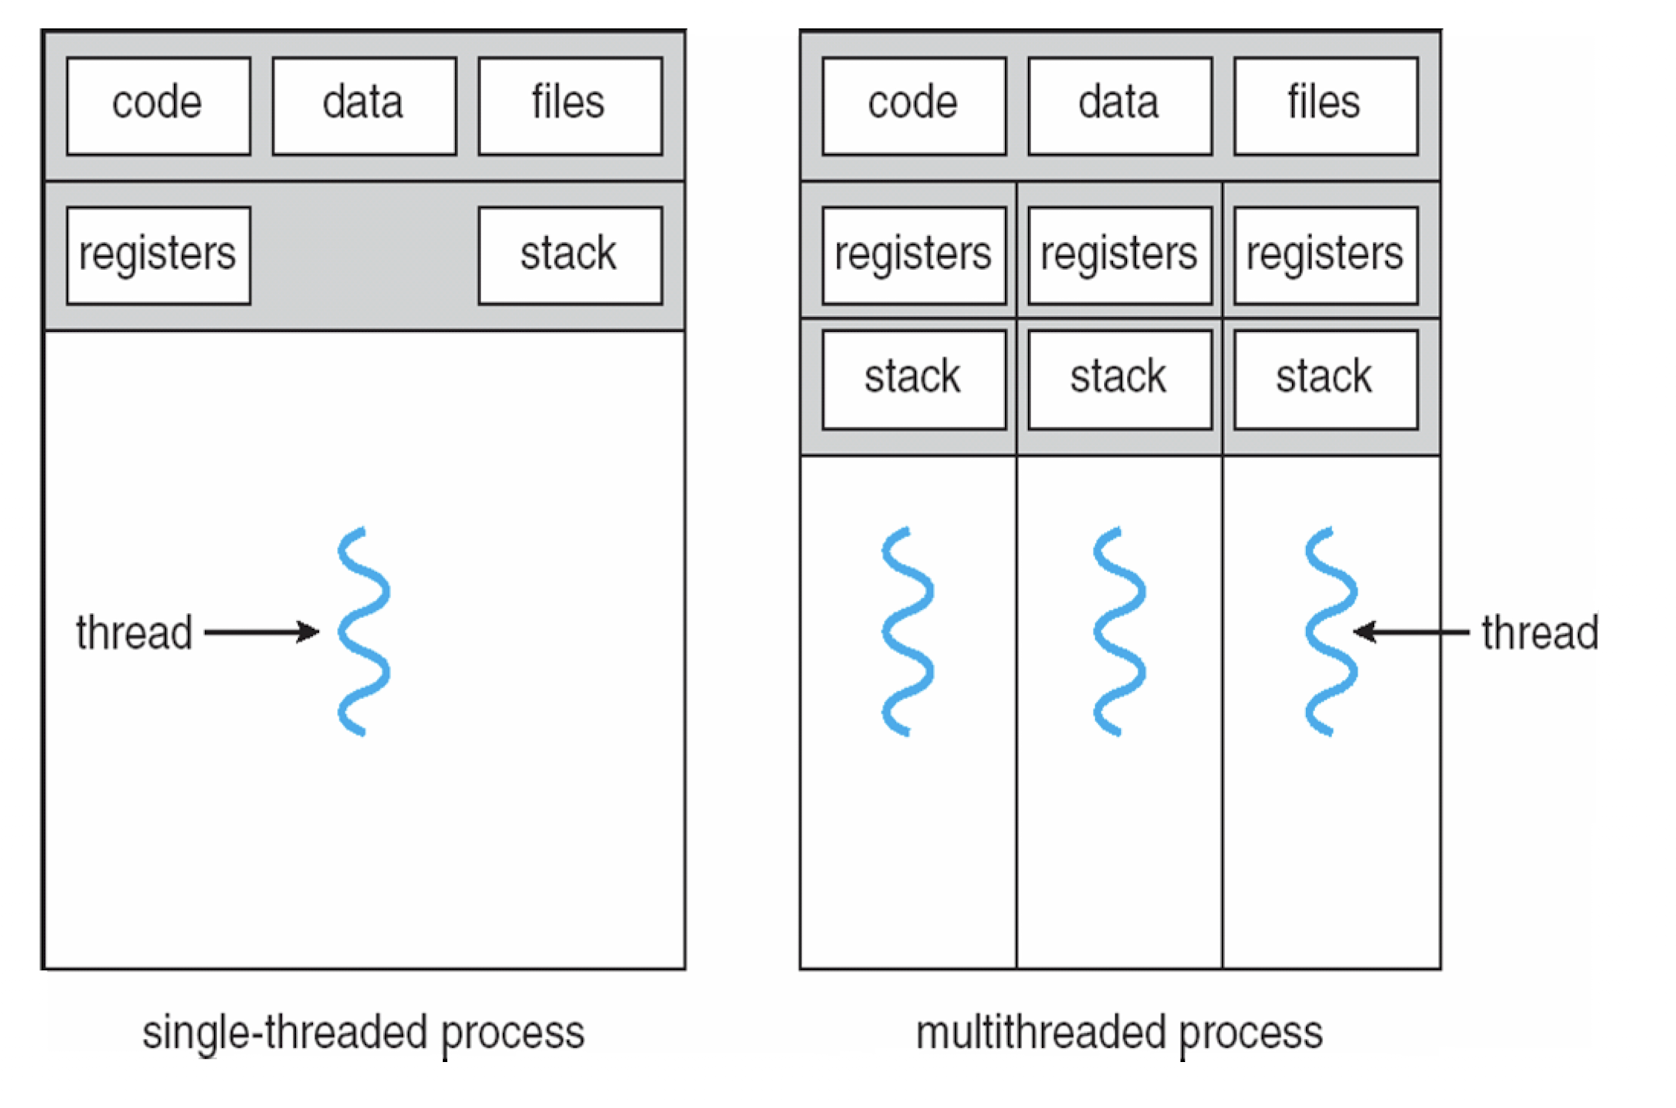 code data files
registers stack
thread
single-threaded process
code data files
registers registers registers
stack stack stack
thread
multithreaded process